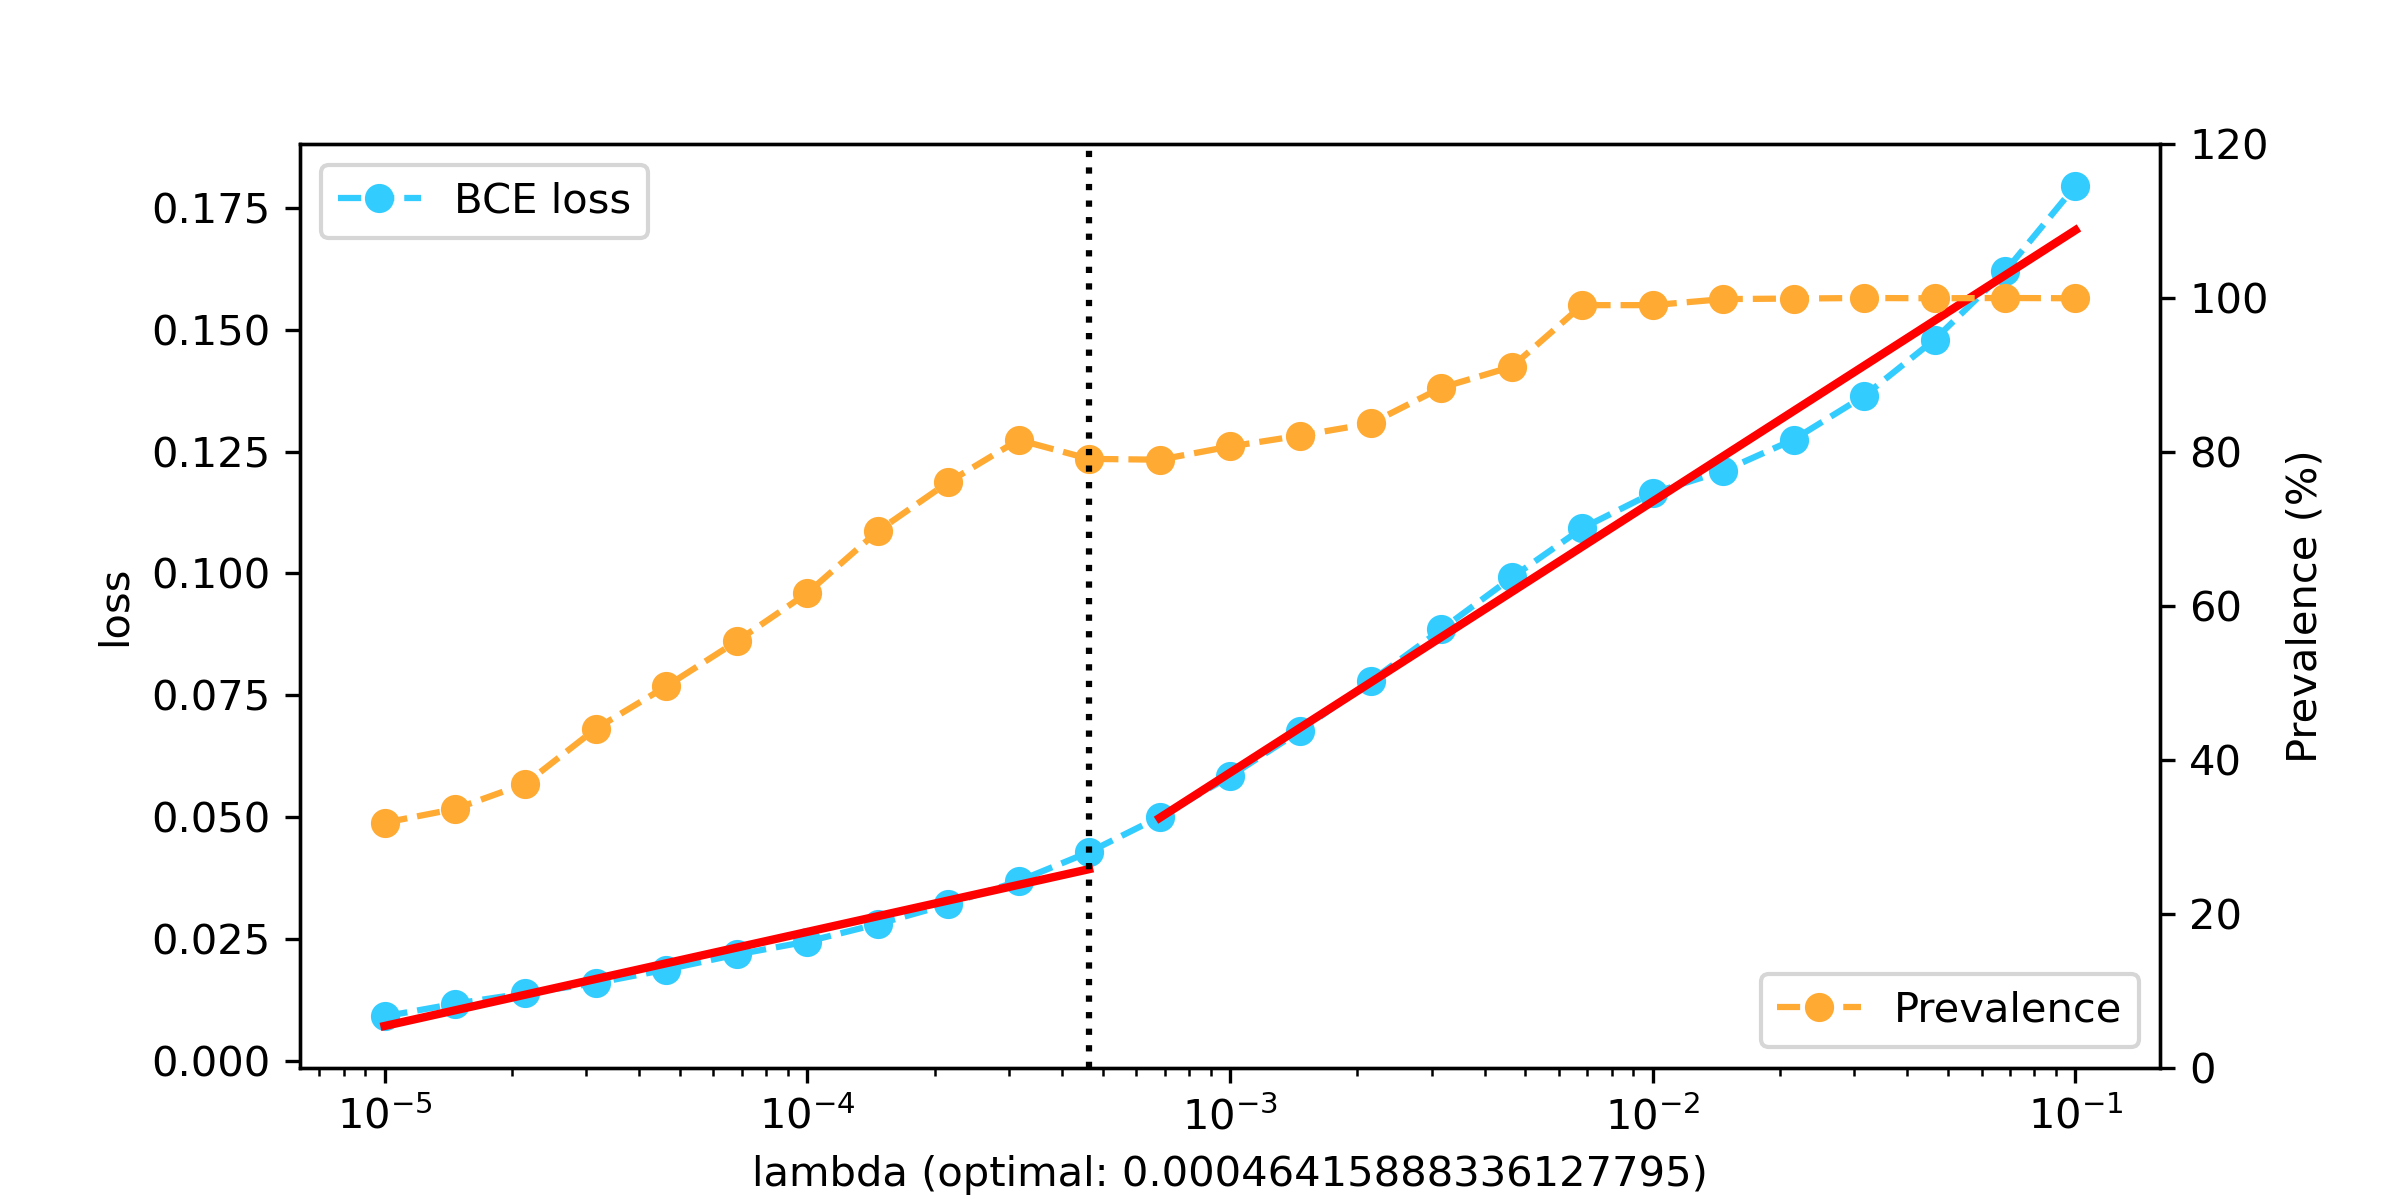 BCE loss
Prevalence
0.175
0.150
0.125
0.100
0.075
0.050
0.025
0.000
loss
120
100
80
60
40
20
0
Prevalence (%)
10⁻⁵ 10⁻⁴ 10⁻³ 10⁻² 10⁻¹
lambda (optimal: 0.00046415888336127795)